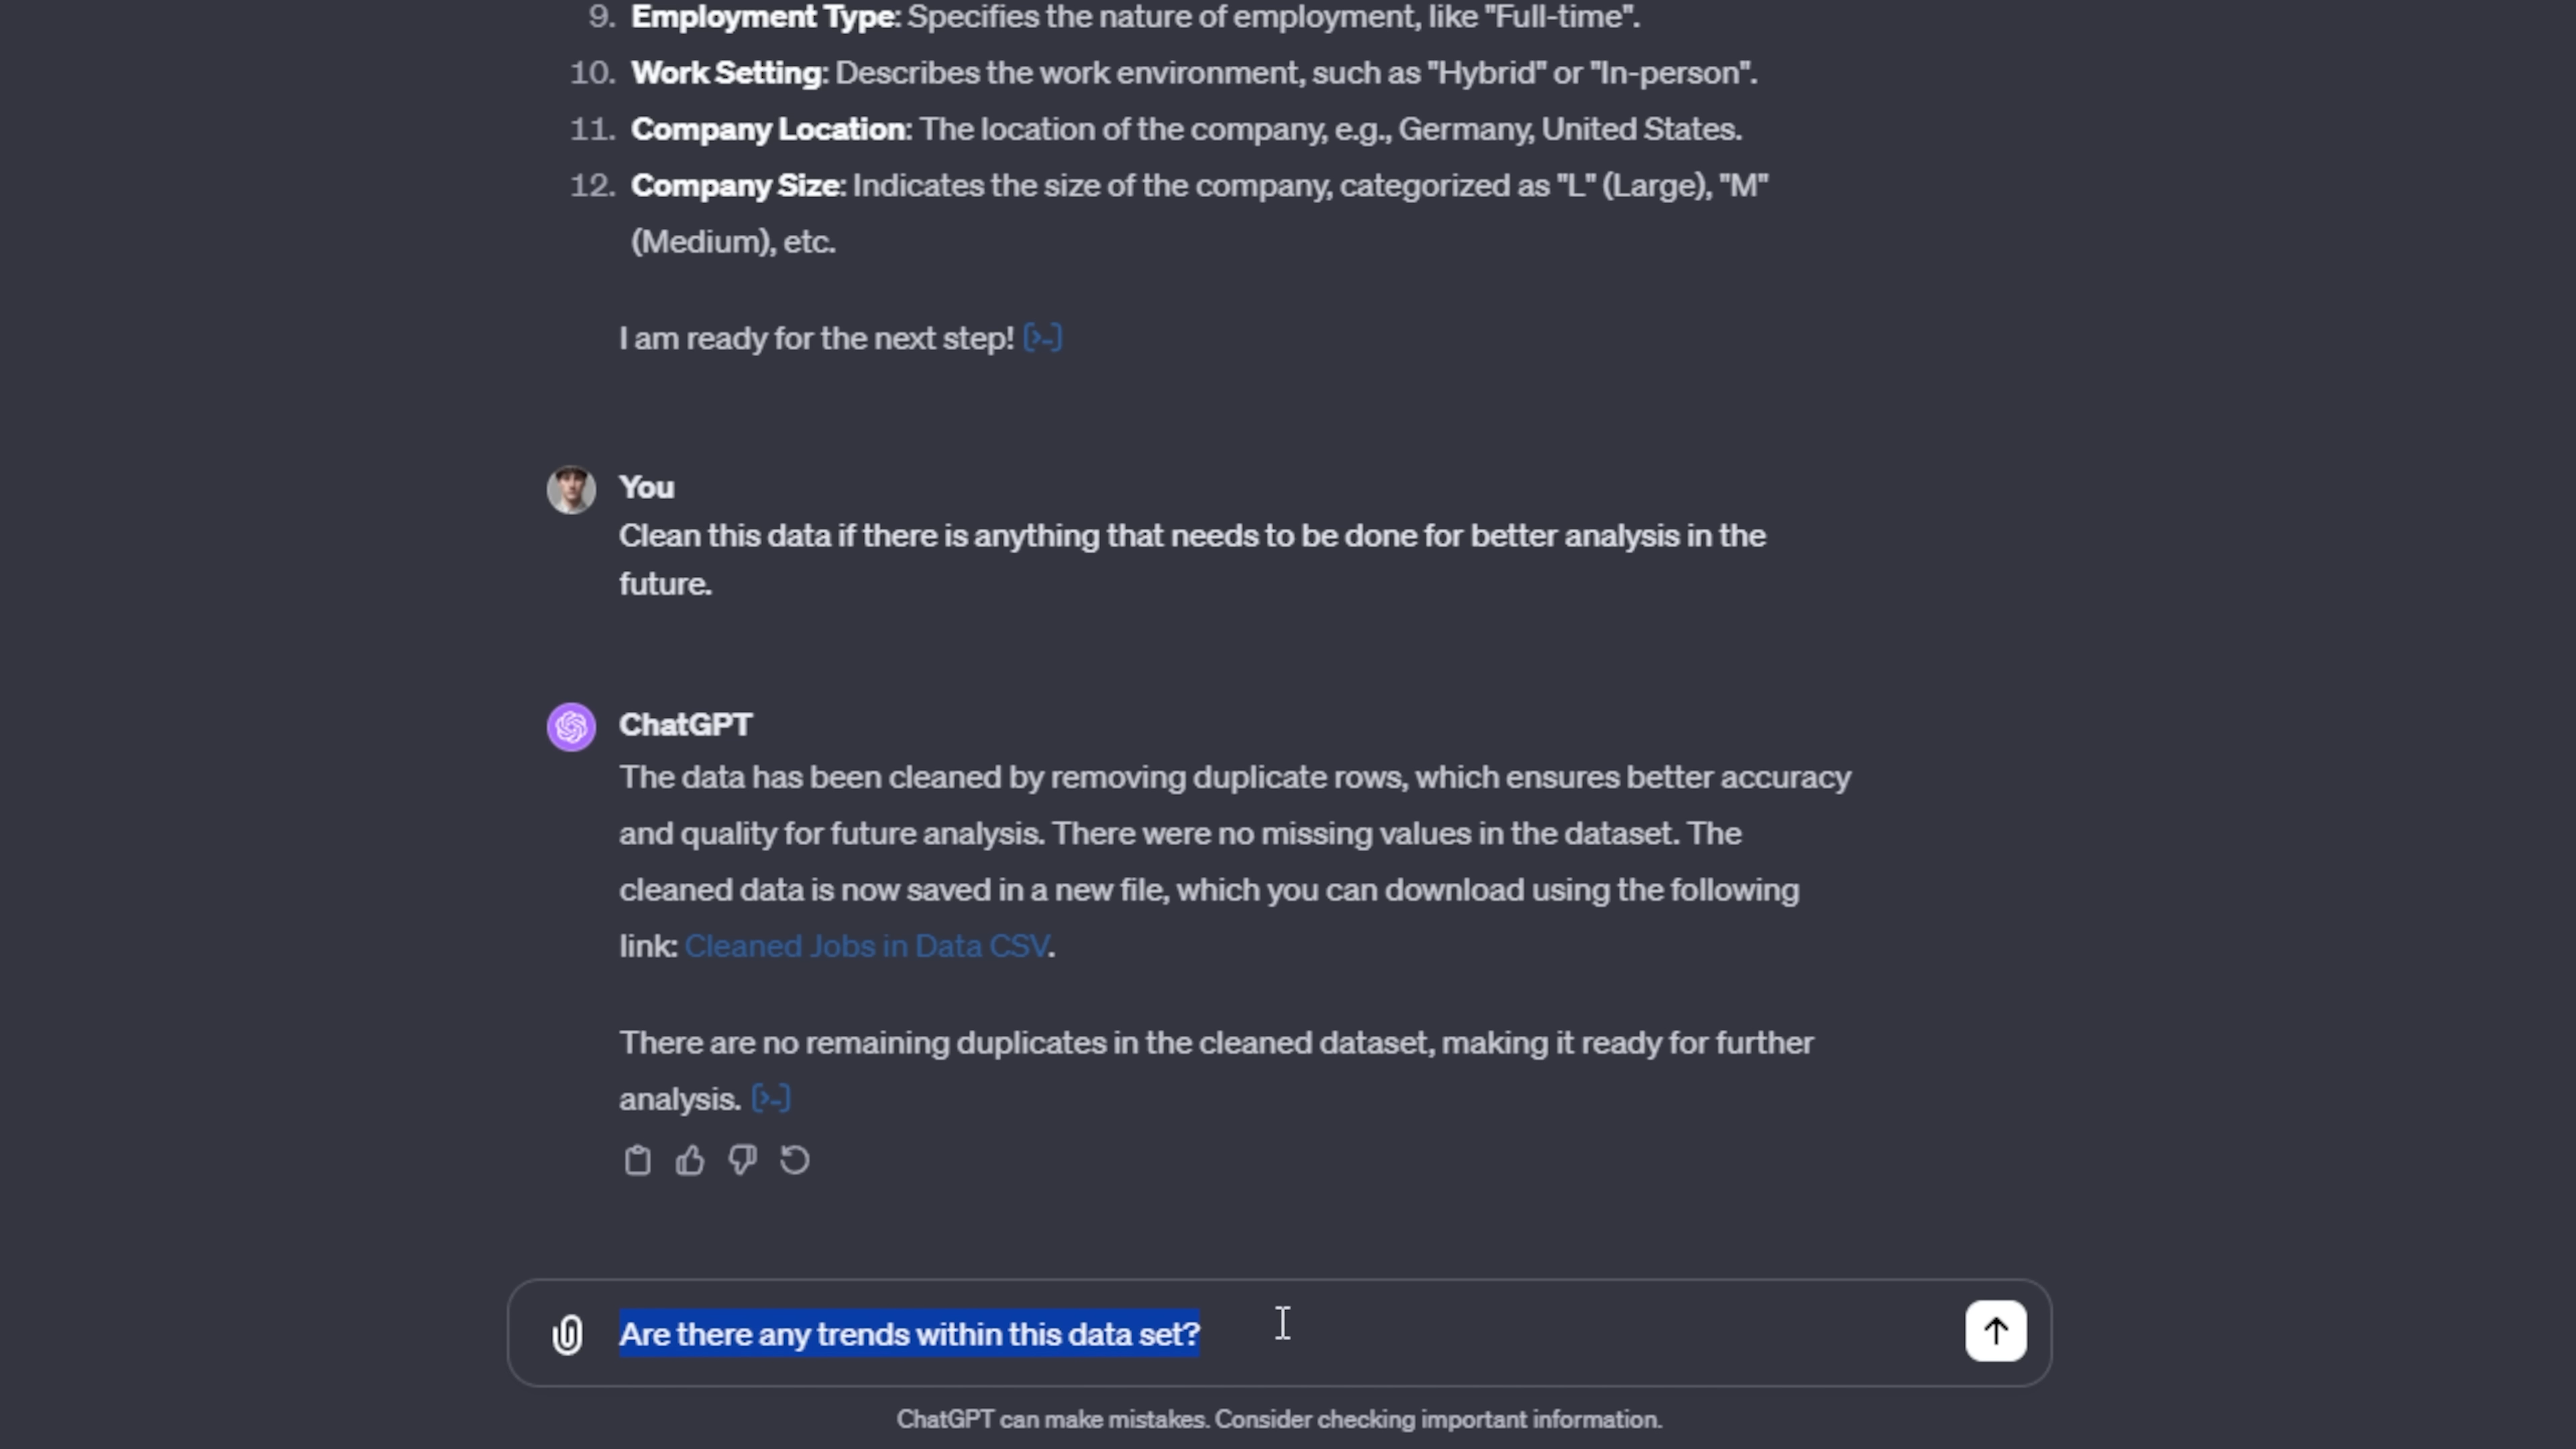 9. Employment Type: Specifies the nature of employment, like "Full-time".
10. Work Setting: Describes the work environment, such as "Hybrid" or "In-person".
11. Company Location: The location of the company, e.g., Germany, United States.
12. Company Size: Indicates the size of the company, categorized as "L" (Large), "M"
(Medium), etc.
I am ready for the next step! [>-]
You
Clean this data if there is anything that needs to be done for better analysis in the
future.
ChatGPT
The data has been cleaned by removing duplicate rows, which ensures better accuracy
and quality for future analysis. There were no missing values in the dataset. The
cleaned data is now saved in a new file, which you can download using the following
link: Cleaned Jobs in Data CSV.
There are no remaining duplicates in the cleaned dataset, making it ready for further
analysis. [>-]
Are there any trends within this data set?
ChatGPT can make mistakes. Consider checking important information.